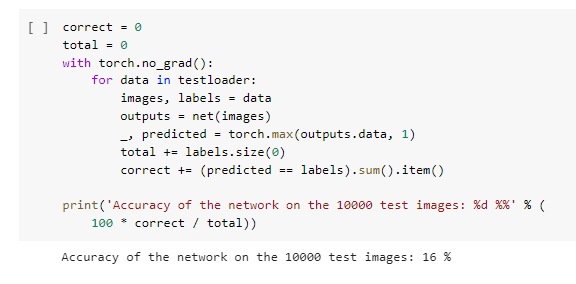 [ ] correct = 0
total = 0
with torch.no_grad():
    for data in testloader:
        images, labels = data
        outputs = net(images)
        _, predicted = torch.max(outputs.data, 1)
        total += labels.size(0)
        correct += (predicted == labels).sum().item()
print('Accuracy of the network on the 10000 test images: %d %%' % (
    100 * correct / total))
Accuracy of the network on the 10000 test images: 16 %